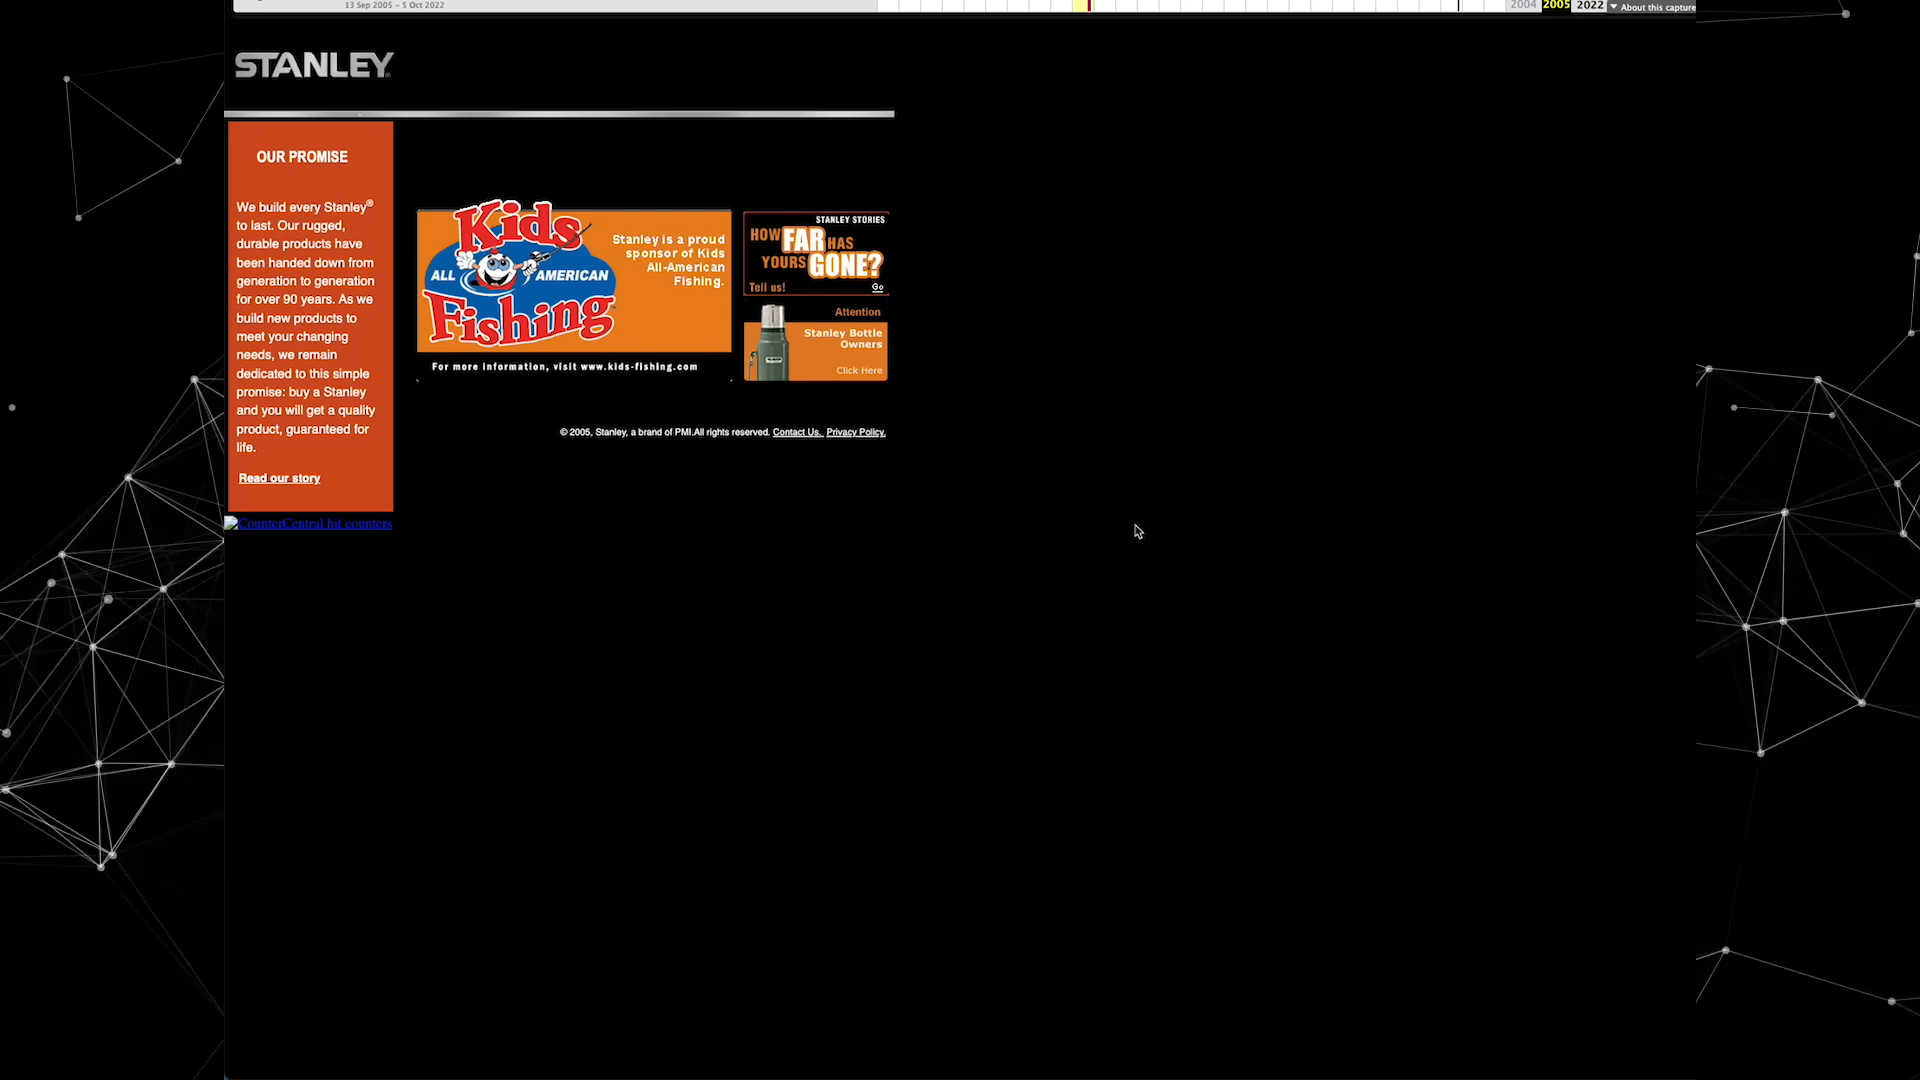 13 Sep 2005 – 5 Oct 2022
2004 2005 2022 ▼ About this capture
STANLEY®
OUR PROMISE
We build every Stanley®
to last. Our rugged,
durable products have
been handed down from
generation to generation
for over 90 years. As we
build new products to
meet your changing
needs, we remain
dedicated to this simple
promise: buy a Stanley
and you will get a quality
product, guaranteed for
life.
Read our story
CounterCentral hit counters
Kids
ALL AMERICAN
Fishing
Stanley is a proud
sponsor of Kids
All-American
Fishing.
For more information, visit www.kids-fishing.com
STANLEY STORIES
HOW FAR HAS
YOURS GONE?
Tell us! Go
Attention
Stanley Bottle
Owners
Click Here
© 2005, Stanley, a brand of PMI.All rights reserved. Contact Us. Privacy Policy.